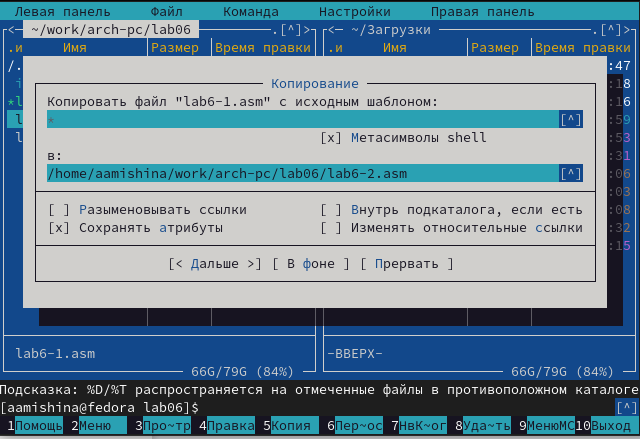 Левая панель Файл Команда Настройки Правая панель
<─ ~/work/arch-pc/lab06 ─.[^]>┐┌<─ ~/Загрузки ─.[^]>
.и Имя Размер Время правки .и Имя Размер Время правки
/. :47
Копирование
i :18
Копировать файл "lab6-1.asm" с исходным шаблоном:
*l :16
* [^]
l :59
[x] Метасимволы shell
l :53
в: :31
/home/aamishina/work/arch-pc/lab06/lab6-2.asm [^]
:06
:03
[ ] Разыменовывать ссылки [ ] Внутрь подкаталога, если есть
:08
[x] Сохранять атрибуты [ ] Изменять относительные ссылки
:32
:15
[< Дальше >] [ В фоне ] [ Прервать ]
lab6-1.asm -ВВЕРХ-
66G/79G (84%) 66G/79G (84%)
Подсказка: %D/%T распространяется на отмеченные файлы в противоположном каталоге
[aamishina@fedora lab06]$ [^]
1Помощь 2Меню 3Про~тр 4Правка 5Копия 6Пер~ос 7НвК~ог 8Уда~ть 9МенюMC 10Выход